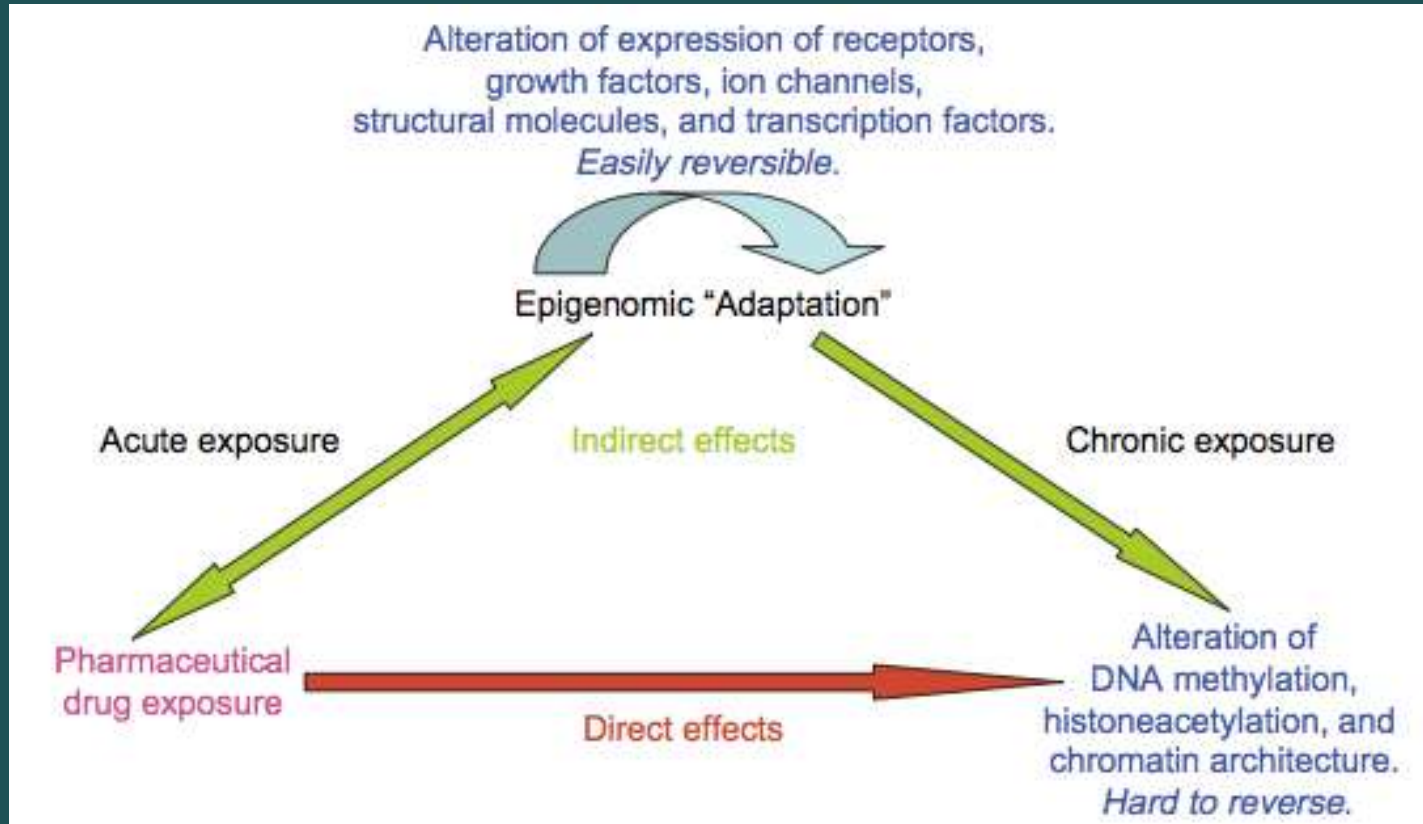 Alteration of expression of receptors,
growth factors, ion channels,
structural molecules, and transcription factors.
Easily reversible.
Epigenomic “Adaptation”
Acute exposure
Indirect effects
Chronic exposure
Pharmaceutical
drug exposure
Direct effects
Alteration of
DNA methylation,
histoneacetylation, and
chromatin architecture.
Hard to reverse.